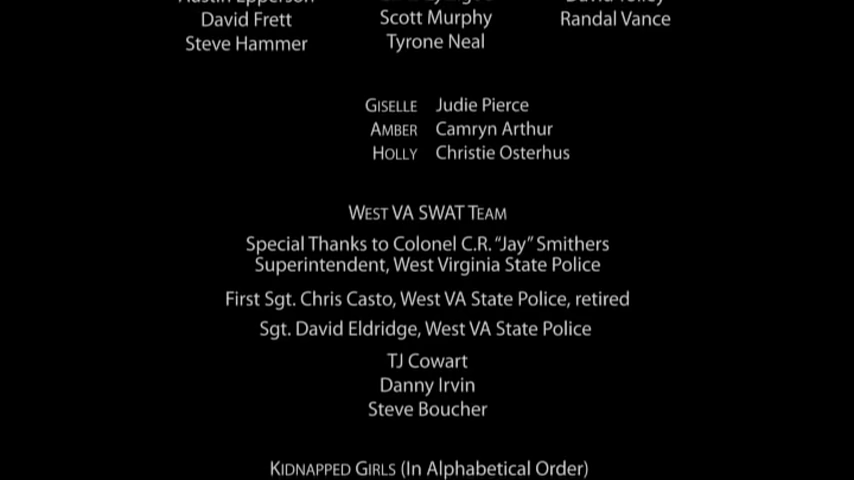 David Frett Scott Murphy Randal Vance
Steve Hammer Tyrone Neal
GISELLE Judie Pierce
AMBER Camryn Arthur
HOLLY Christie Osterhus
WEST VA SWAT TEAM
Special Thanks to Colonel C.R. “Jay” Smithers
Superintendent, West Virginia State Police
First Sgt. Chris Casto, West VA State Police, retired
Sgt. David Eldridge, West VA State Police
TJ Cowart
Danny Irvin
Steve Boucher
KIDNAPPED GIRLS (In Alphabetical Order)